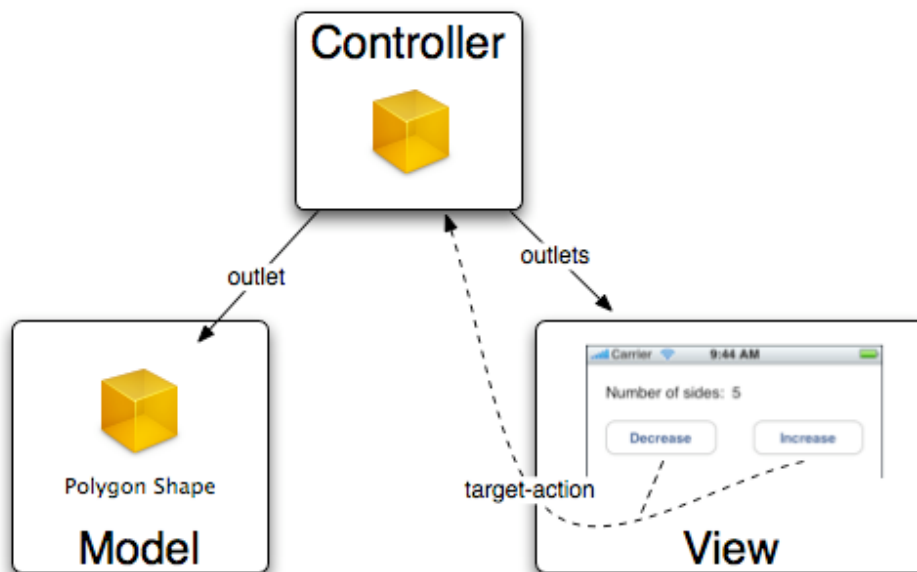 Controller
outlet
outlets
Carrier 9:44 AM
Number of sides: 5
Decrease Increase
target-action
Polygon Shape
Model
View